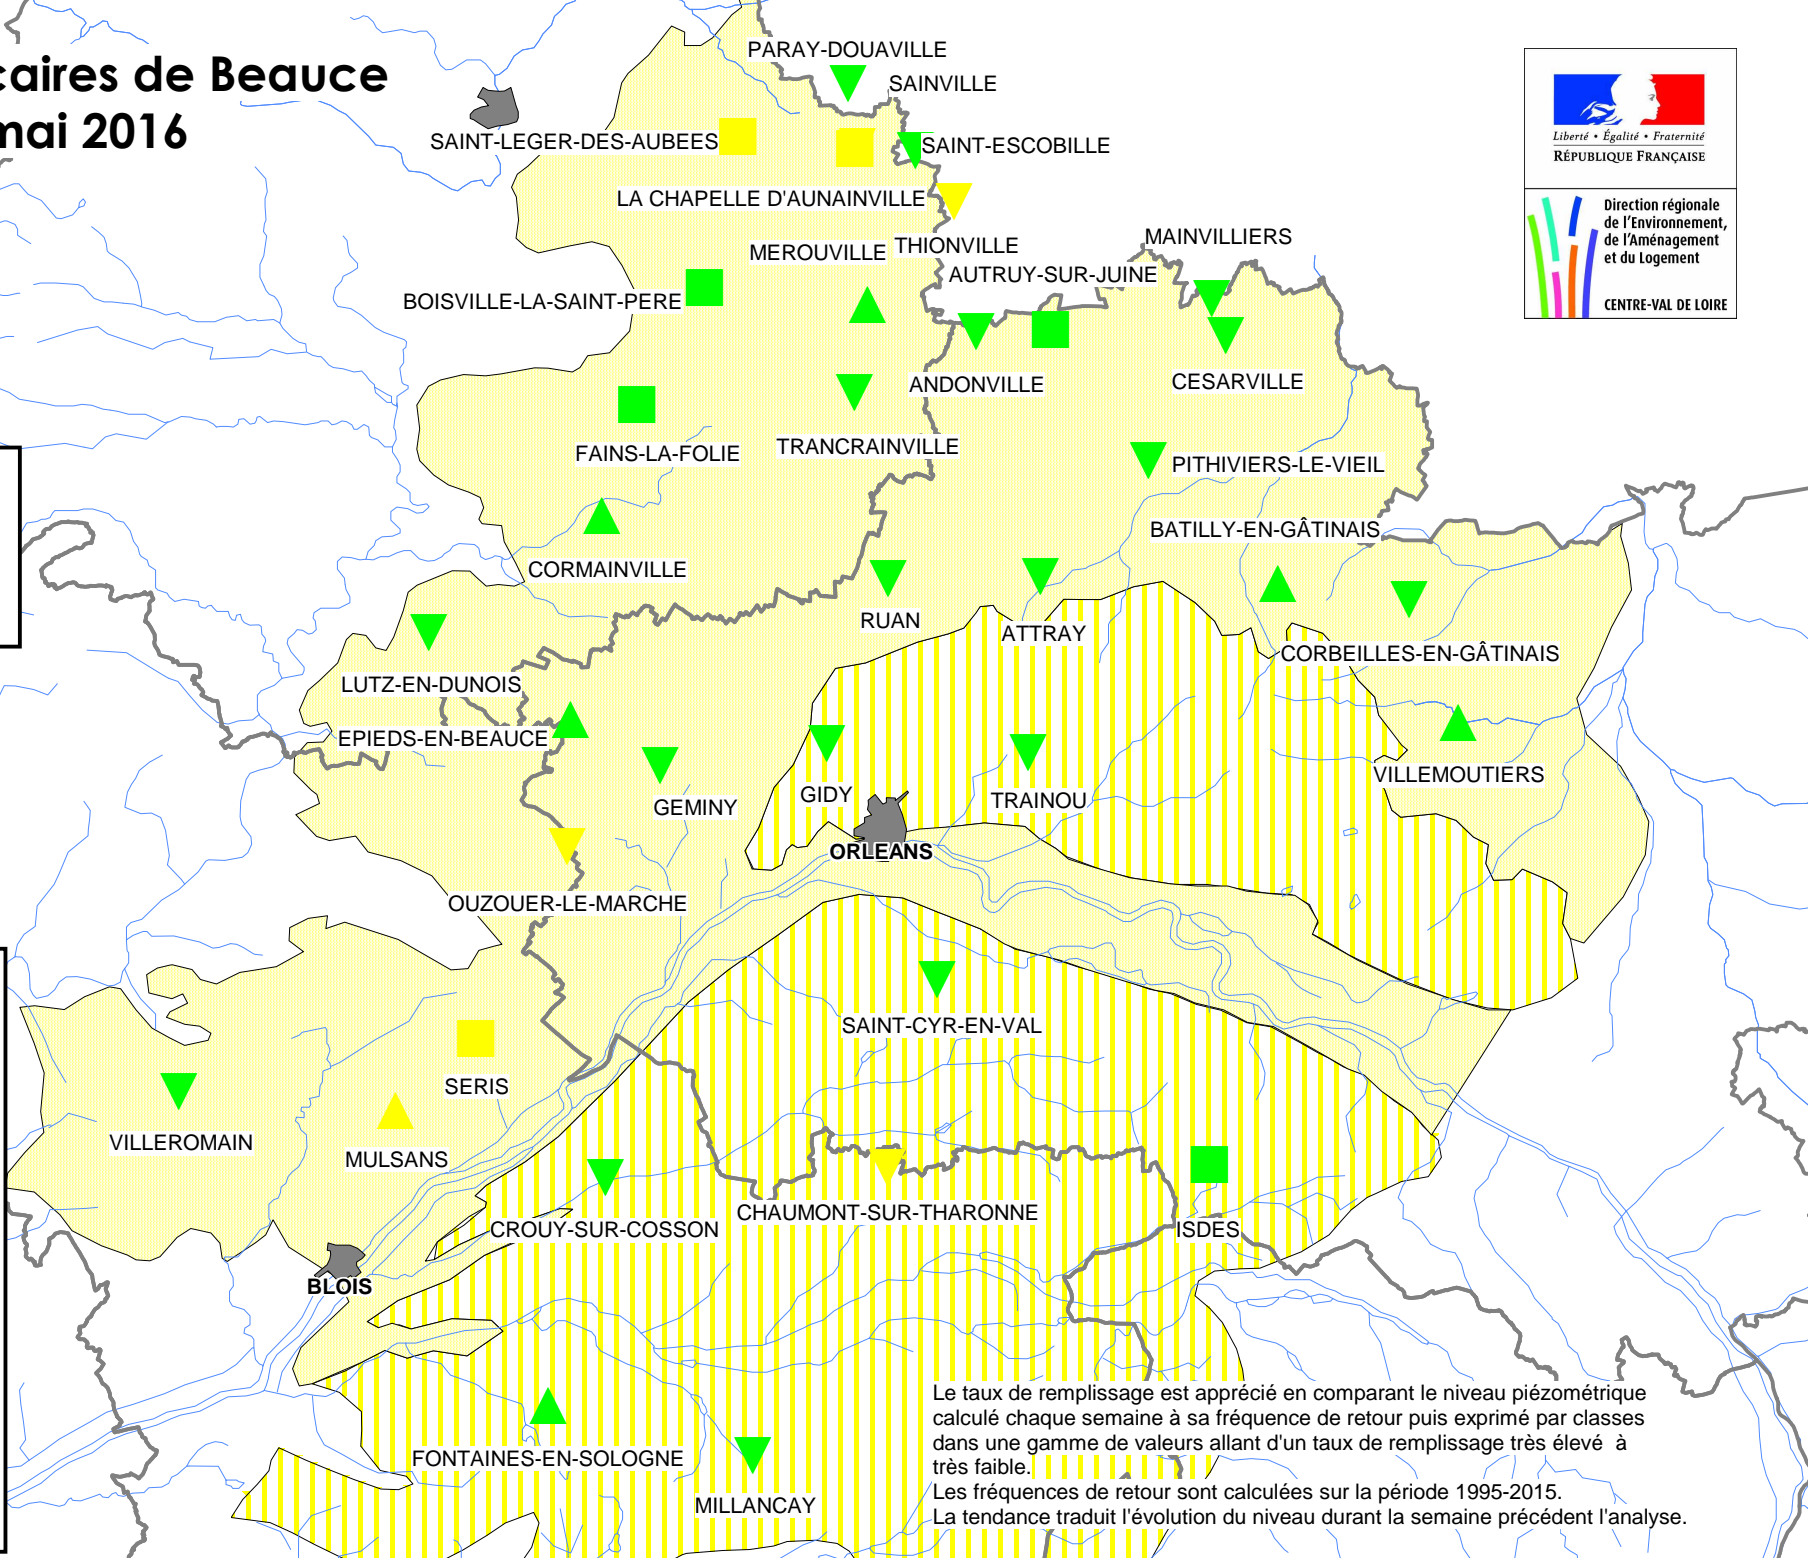 caires de Beauce
mai 2016
PARAY-DOUAVILLE
SAINVILLE
SAINT-LEGER-DES-AUBEES
SAINT-ESCOBILLE
LA CHAPELLE D'AUNAINVILLE
MEROUVILLE
THIONVILLE
MAINVILLIERS
AUTRUY-SUR-JUINE
BOISVILLE-LA-SAINT-PERE
ANDONVILLE
CESARVILLE
FAINS-LA-FOLIE
TRANCRAINVILLE
PITHIVIERS-LE-VIEIL
BATILLY-EN-GÂTINAIS
CORMAINVILLE
RUAN
ATTRAY
CORBEILLES-EN-GÂTINAIS
LUTZ-EN-DUNOIS
EPIEDS-EN-BEAUCE
GEMINY
GIDY
TRAINOU
VILLEMOUTIERS
ORLEANS
OUZOUER-LE-MARCHE
SAINT-CYR-EN-VAL
SERIS
VILLEROMAIN
MULSANS
CROUY-SUR-COSSON
CHAUMONT-SUR-THARONNE
ISDES
BLOIS
FONTAINES-EN-SOLOGNE
MILLANCAY
Liberté • Égalité • Fraternité
RÉPUBLIQUE FRANÇAISE
Direction régionale
de l'Environnement,
de l'Aménagement
et du Logement
CENTRE-VAL DE LOIRE
Le taux de remplissage est apprécié en comparant le niveau piézométrique
calculé chaque semaine à sa fréquence de retour puis exprimé par classes
dans une gamme de valeurs allant d'un taux de remplissage très élevé à
très faible.
Les fréquences de retour sont calculées sur la période 1995-2015.
La tendance traduit l'évolution du niveau durant la semaine précédent l'analyse.